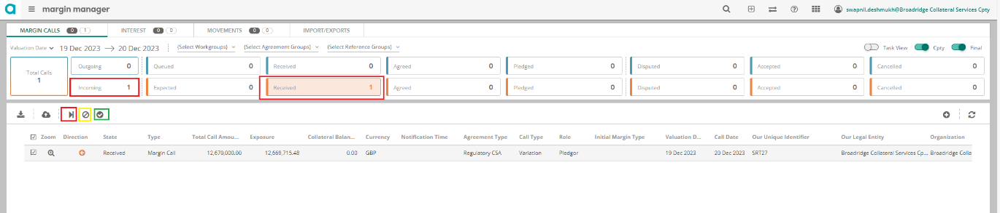 margin manager
swapnil.deshmukh@Broadridge Collateral Services Cpty
MARGIN CALLS 0 1 INTEREST 0 0 MOVEMENTS 0 0 IMPORT/EXPORTS
Valuation Date 19 Dec 2023 → 20 Dec 2023 (Select Workgroups) (Select Agreement Groups) (Select Reference Groups) Task View Cpty Final
Total Calls
1
Outgoing 0 Queued 0 Received 0 Agreed 0 Pledged 0 Disputed 0 Accepted 0 Cancelled 0
Incoming 1 Expected 0 Received 1 Agreed 0 Pledged 0 Disputed 0 Accepted 0 Cancelled 0
Zoom Direction State Type Total Call Amou... Exposure Collateral Balan... Currency Notification Time Agreement Type Call Type Role Initial Margin Type Valuation D... Call Date Our Unique Identifier Our Legal Entity Organization
Received Margin Call 12,670,000.00 12,669,715.48 0.00 GBP Regulatory CSA Variation Pledgor 19 Dec 2023 20 Dec 2023 SRT27 Broadridge Collateral Services Cp... Broadridge Colla